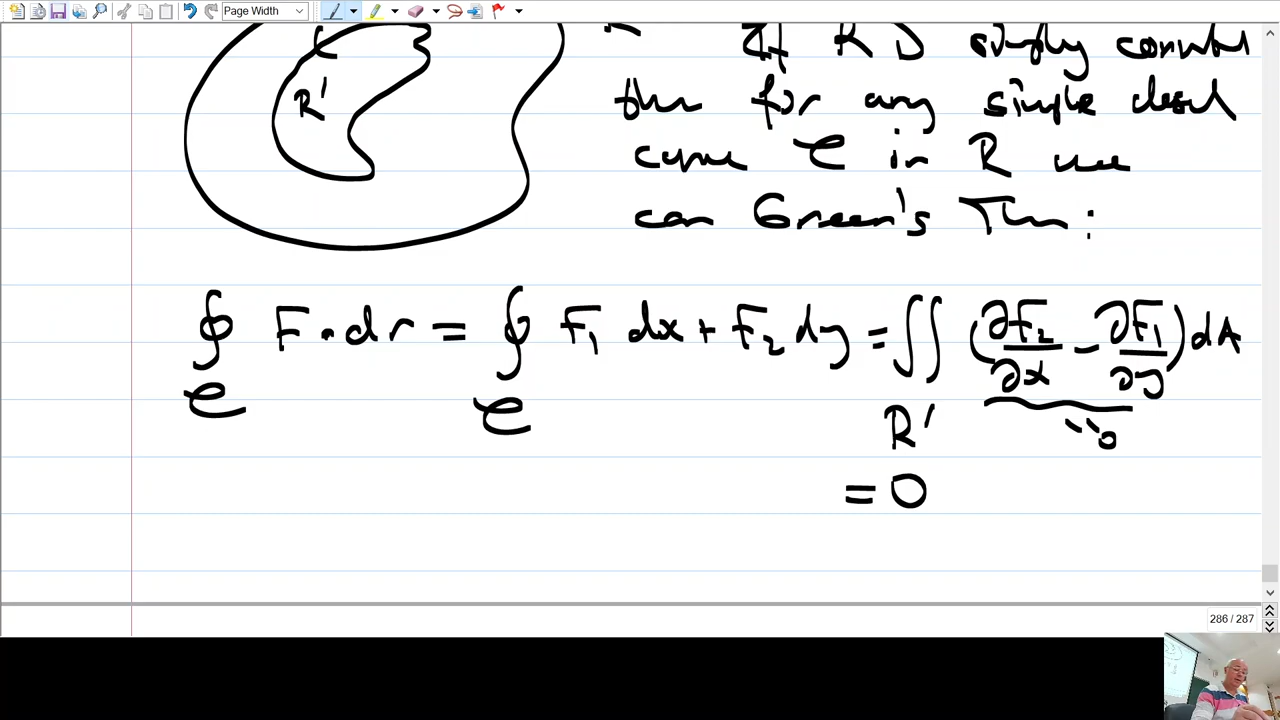 Page Width
R'
If R is simply
then for any simple closed
curve C in R we
can Green's Thm:
∮ F · dr = ∮ F₁ dx + F₂ dy = ∬ (∂F₂/∂x − ∂F₁/∂y) dA
C C R' "0
= 0
286 / 287